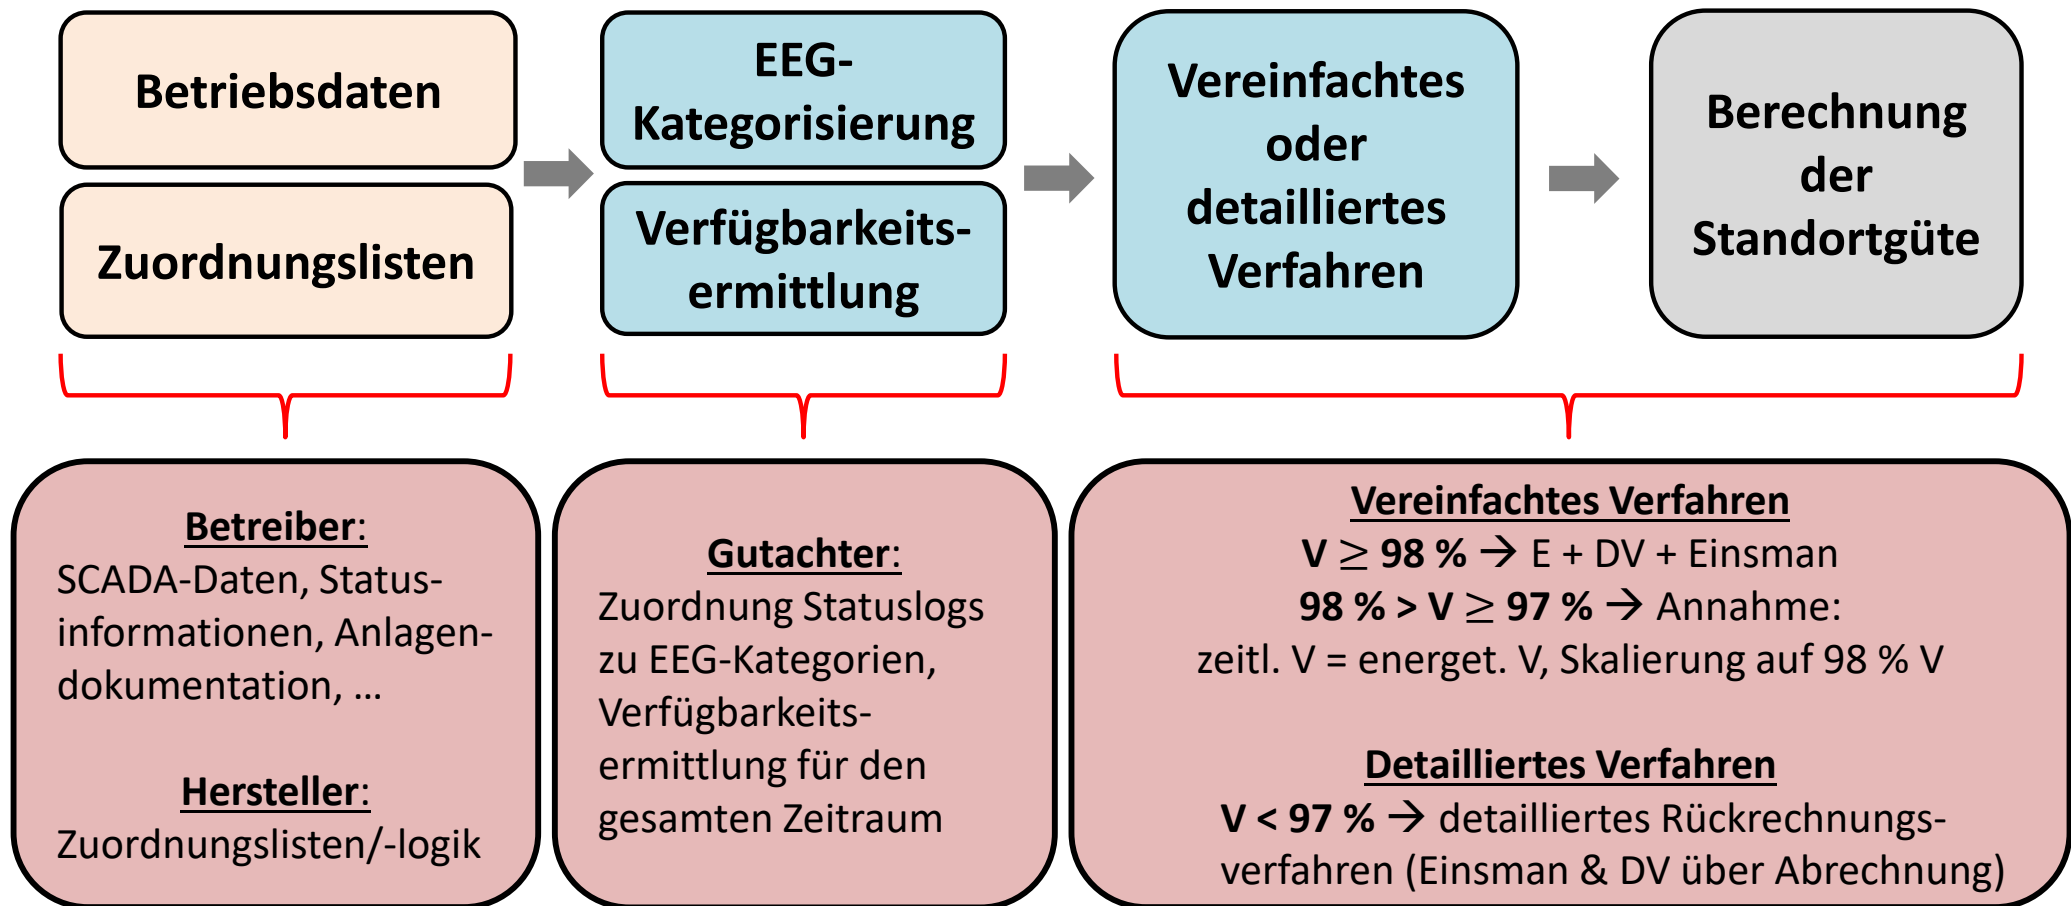 Betriebsdaten
Zuordnungslisten
EEG-
Kategorisierung
Verfügbarkeits-
ermittlung
Vereinfachtes
oder
detailliertes
Verfahren
Berechnung
der
Standortgüte
Betreiber:
SCADA-Daten, Status-
informationen, Anlagen-
dokumentation, ...
Hersteller:
Zuordnungslisten/-logik
Gutachter:
Zuordnung Statuslogs
zu EEG-Kategorien,
Verfügbarkeits-
ermittlung für den
gesamten Zeitraum
Vereinfachtes Verfahren
V ≥ 98 % → E + DV + Einsman
98 % > V ≥ 97 % → Annahme:
zeitl. V = energet. V, Skalierung auf 98 % V
Detailliertes Verfahren
V < 97 % → detailliertes Rückrechnungs-
verfahren (Einsman & DV über Abrechnung)